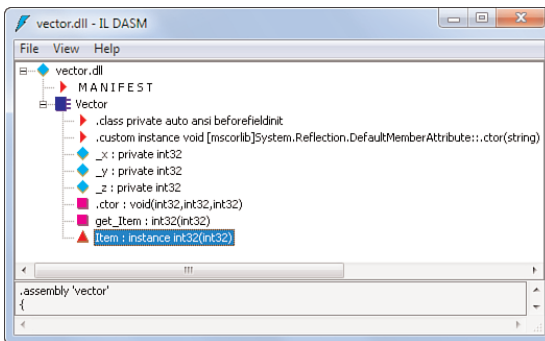 vector.dll - IL DASM
File View Help
vector.dll
MANIFEST
Vector
.class private auto ansi beforefieldinit
.custom instance void [mscorlib]System.Reflection.DefaultMemberAttribute::.ctor(string)
_x : private int32
_y : private int32
_z : private int32
.ctor : void(int32,int32,int32)
get_Item : int32(int32)
Item : instance int32(int32)
.assembly 'vector'
{